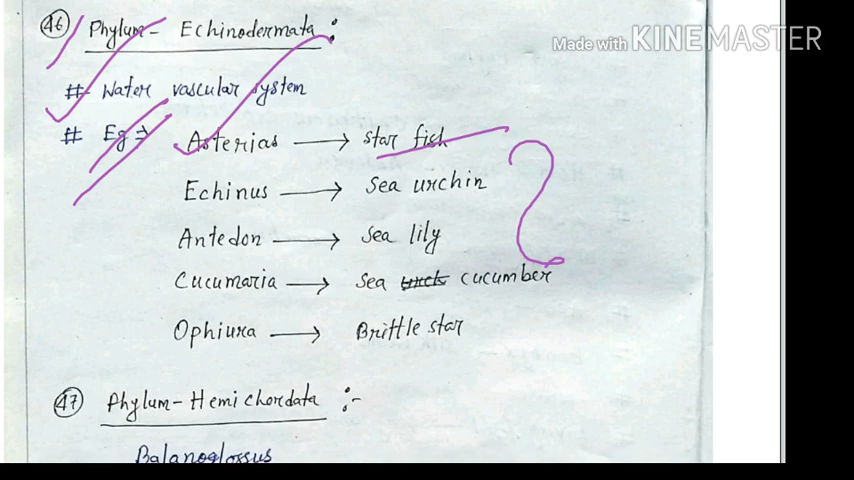 Made with KINEMASTER
46 Phylum- Echinodermata :
# Water vascular system
# Eg ⇒ Asterias → star fish
Echinus → Sea urchin
Antedon → Sea lily
Cucumaria → Sea cucumber
Ophiura → Brittle star
47 Phylum-Hemichordata :-
Balanoglossus